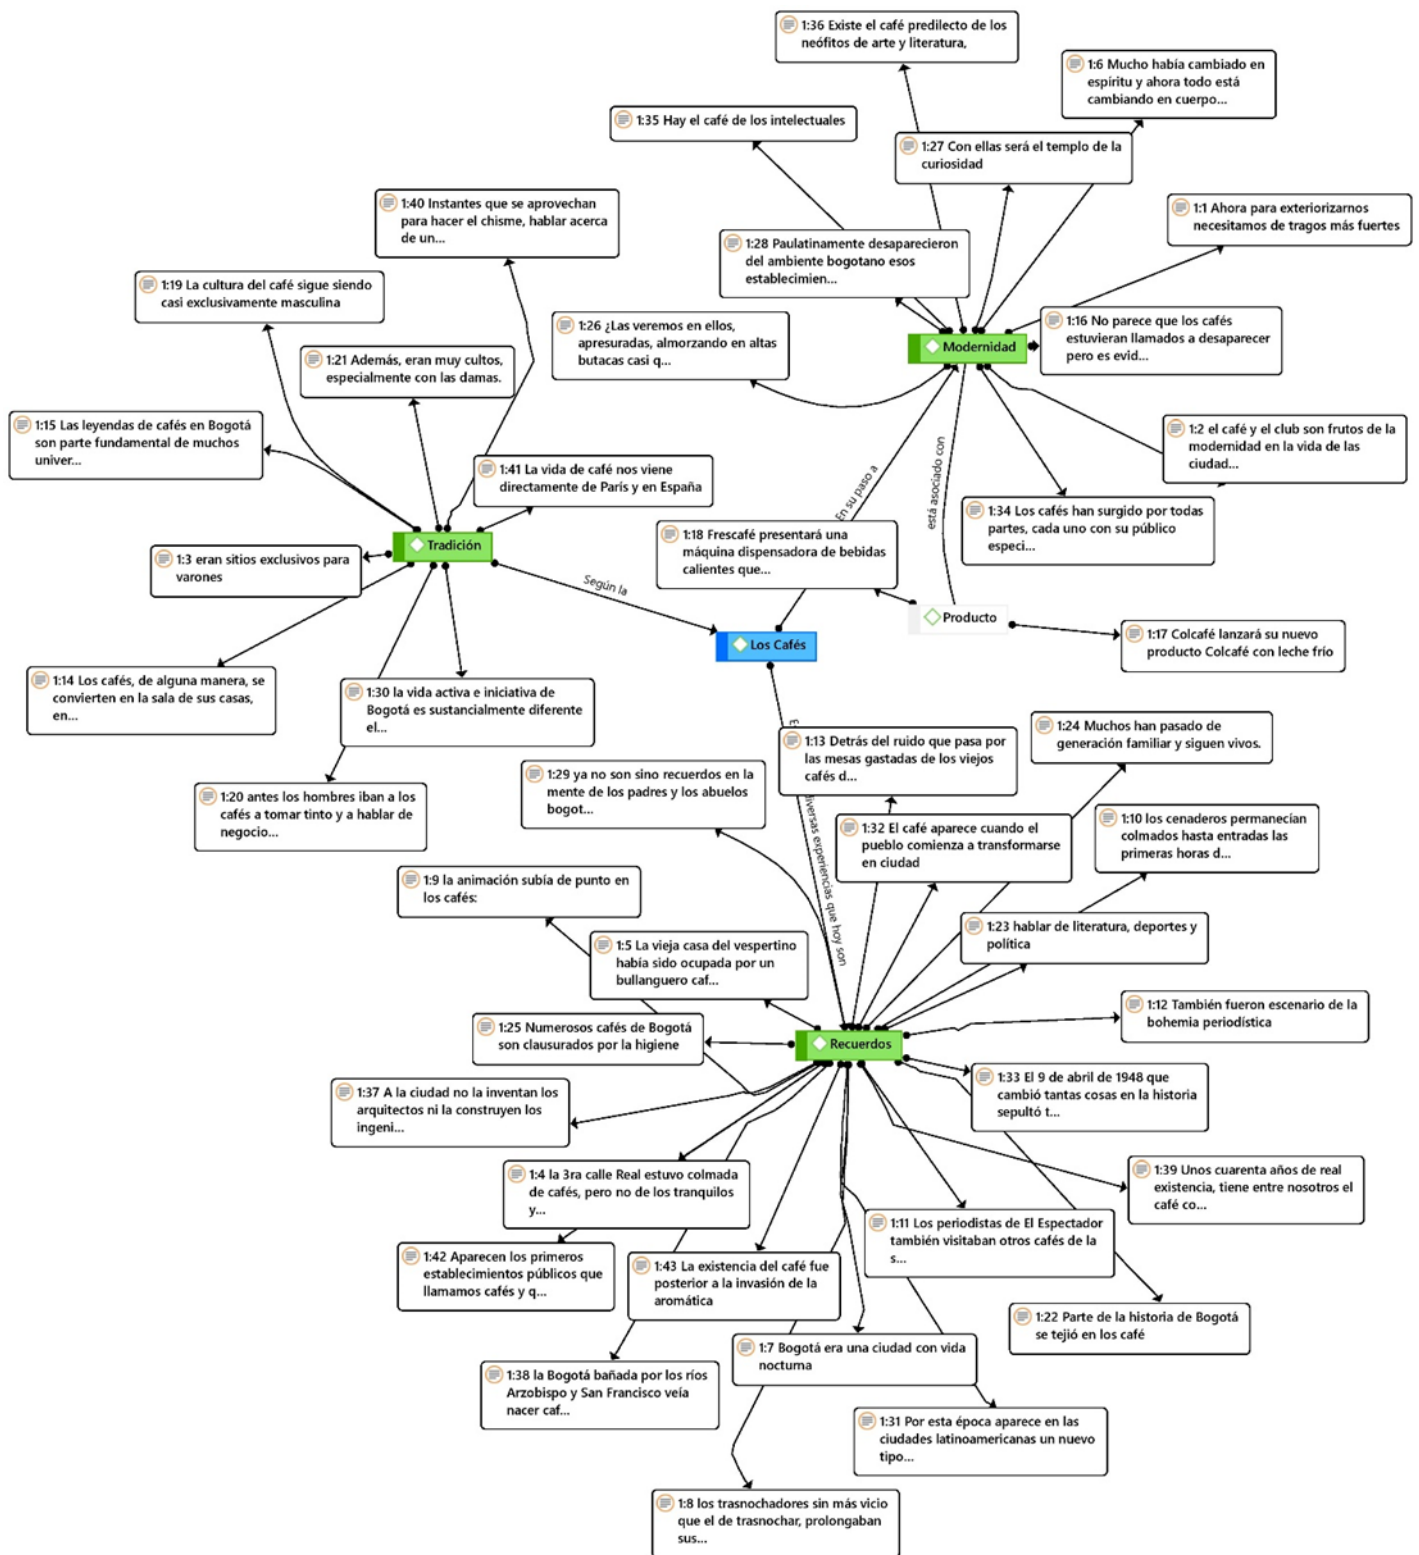 1:36 Existe el café predilecto de los
neófitos de arte y literatura,
1:6 Mucho había cambiado en
espíritu y ahora todo está
cambiando en cuerpo...
1:35 Hay el café de los intelectuales
1:27 Con ellas será el templo de la
curiosidad
1:40 Instantes que se aprovechan
para hacer el chisme, hablar acerca
de un...
1:1 Ahora para exteriorizarnos
necesitamos de tragos más fuertes
1:28 Paulatinamente desaparecieron
del ambiente bogotano esos
establecimien...
1:19 La cultura del café sigue siendo
casi exclusivamente masculina
1:26 ¿Las veremos en ellos,
apresuradas, almorzando en altas
butacas casi q...
1:16 No parece que los cafés
estuvieran llamados a desaparecer
pero es evid...
Modernidad
1:21 Además, eran muy cultos,
especialmente con las damas.
1:15 Las leyendas de cafés en Bogotá
son parte fundamental de muchos
univer...
1:2 el café y el club son frutos de la
modernidad en la vida de las
ciudad...
1:41 La vida de café nos viene
directamente de París y en España
En su paso a
está asociado con
1:34 Los cafés han surgido por todas
partes, cada uno con su público
especi...
Tradición
1:18 Frescafé presentará una
máquina dispensadora de bebidas
calientes que...
1:3 eran sitios exclusivos para
varones
Según la
Producto
Los Cafés
1:17 Colcafé lanzará su nuevo
producto Colcafé con leche frío
1:14 Los cafés, de alguna manera, se
convierten en la sala de sus casas,
en...
1:30 la vida activa e iniciativa de
Bogotá es sustancialmente diferente
el...
1:24 Muchos han pasado de
generación familiar y siguen vivos.
1:13 Detrás del ruido que pasa por
las mesas gastadas de los viejos
cafés d...
1:29 ya no son sino recuerdos en la
mente de los padres y los abuelos
bogot...
1:20 antes los hombres iban a los
cafés a tomar tinto y a hablar de
negocio...
diversas experiencias que hoy son
1:32 El café aparece cuando el
pueblo comienza a transformarse
en ciudad
1:10 los cenaderos permanecían
colmados hasta entradas las
primeras horas d...
1:9 la animación subía de punto en
los cafés:
1:23 hablar de literatura, deportes y
política
1:5 La vieja casa del vespertino
había sido ocupada por un
bullanguero caf...
1:12 También fueron escenario de la
bohemia periodística
1:25 Numerosos cafés de Bogotá
son clausurados por la higiene
Recuerdos
1:33 El 9 de abril de 1948 que
cambió tantas cosas en la historia
sepultó t...
1:37 A la ciudad no la inventan los
arquitectos ni la construyen los
ingeni...
1:4 la 3ra calle Real estuvo colmada
de cafés, pero no de los tranquilos
y...
1:39 Unos cuarenta años de real
existencia, tiene entre nosotros el
café co...
1:11 Los periodistas de El Espectador
también visitaban otros cafés de la
s...
1:42 Aparecen los primeros
establecimientos públicos que
llamamos cafés y q...
1:43 La existencia del café fue
posterior a la invasión de la
aromática
1:22 Parte de la historia de Bogotá
se tejió en los café
1:7 Bogotá era una ciudad con vida
nocturna
1:38 la Bogotá bañada por los ríos
Arzobispo y San Francisco veía
nacer caf...
1:31 Por esta época aparece en las
ciudades latinoamericanas un nuevo
tipo...
1:8 los trasnochadores sin más vicio
que el de trasnochar, prolongaban
sus...